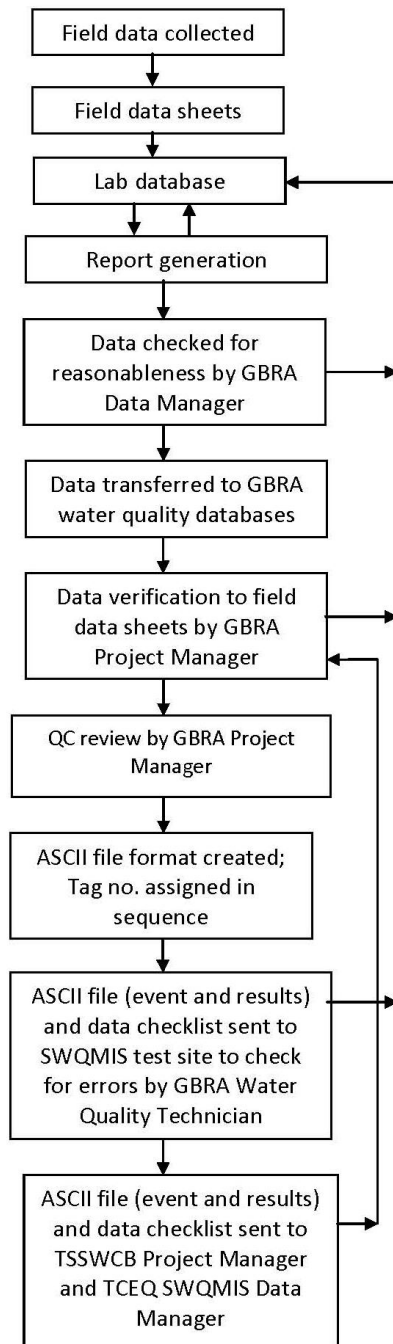 Field data collected
Field data sheets
Lab database
Report generation
Data checked for
reasonableness by GBRA
Data Manager
Data transferred to GBRA
water quality databases
Data verification to field
data sheets by GBRA
Project Manager
QC review by GBRA Project
Manager
ASCII file format created;
Tag no. assigned in
sequence
ASCII file (event and results)
and data checklist sent to
SWQMIS test site to check
for errors by GBRA Water
Quality Technician
ASCII file (event and results)
and data checklist sent to
TSSWCB Project Manager
and TCEQ SWQMIS Data
Manager